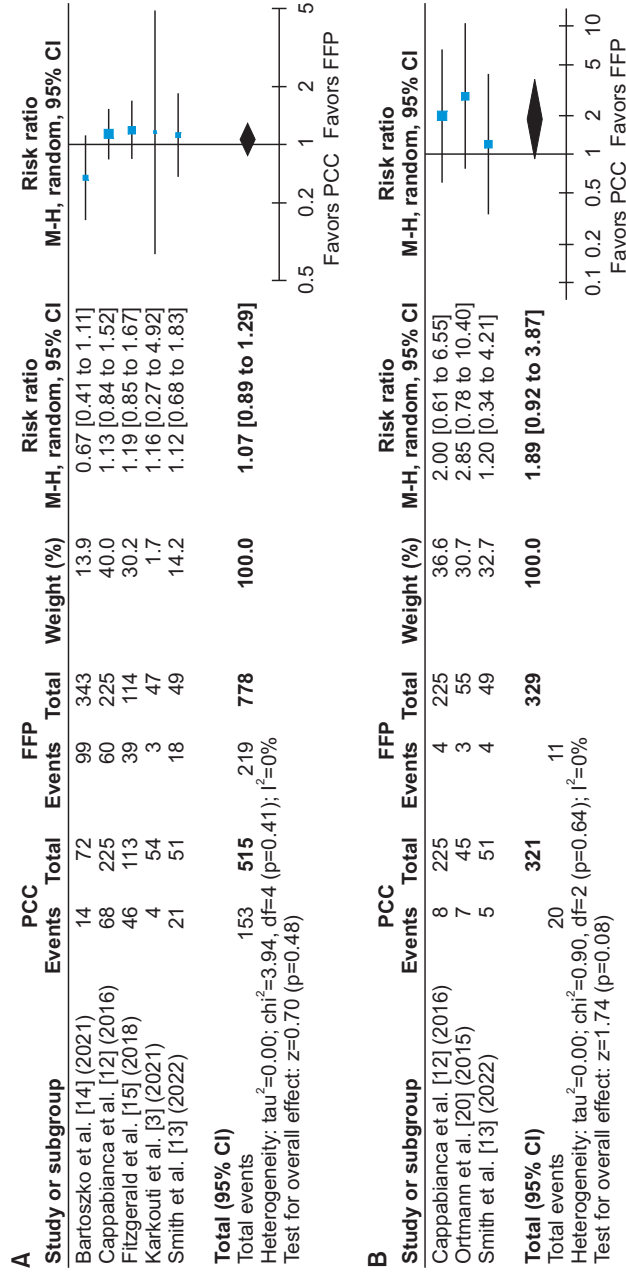 A
PCC FFP Risk ratio Risk ratio
Study or subgroup Events Total Events Total Weight (%) M-H, random, 95% CI M-H, random, 95% CI
Bartoszko et al. [14] (2021) 14 72 99 343 13.9 0.67 [0.41 to 1.11]
Cappabianca et al. [12] (2016) 68 225 60 225 40.0 1.13 [0.84 to 1.52]
Fitzgerald et al. [15] (2018) 46 113 39 114 30.2 1.19 [0.85 to 1.67]
Karkouti et al. [3] (2021) 4 54 3 47 1.7 1.16 [0.27 to 4.92]
Smith et al. [13] (2022) 21 51 18 49 14.2 1.12 [0.68 to 1.83]
Total (95% CI) 515 778 100.0 1.07 [0.89 to 1.29]
Total events 153 219
Heterogeneity: tau²=0.00; chi²=3.94, df=4 (p=0.41); I²=0%
Test for overall effect: z=0.70 (p=0.48)
0.5 0.2 1 2 5
Favors PCC Favors FFP
B
PCC FFP Risk ratio Risk ratio
Study or subgroup Events Total Events Total Weight (%) M-H, random, 95% CI M-H, random, 95% CI
Cappabianca et al. [12] (2016) 8 225 4 225 36.6 2.00 [0.61 to 6.55]
Ortmann et al. [20] (2015) 7 45 3 55 30.7 2.85 [0.78 to 10.40]
Smith et al. [13] (2022) 5 51 4 49 32.7 1.20 [0.34 to 4.21]
Total (95% CI) 321 329 100.0 1.89 [0.92 to 3.87]
Total events 20 11
Heterogeneity: tau²=0.00; chi²=0.90, df=2 (p=0.64); I²=0%
Test for overall effect: z=1.74 (p=0.08)
0.1 0.2 0.5 1 2 5 10
Favors PCC Favors FFP